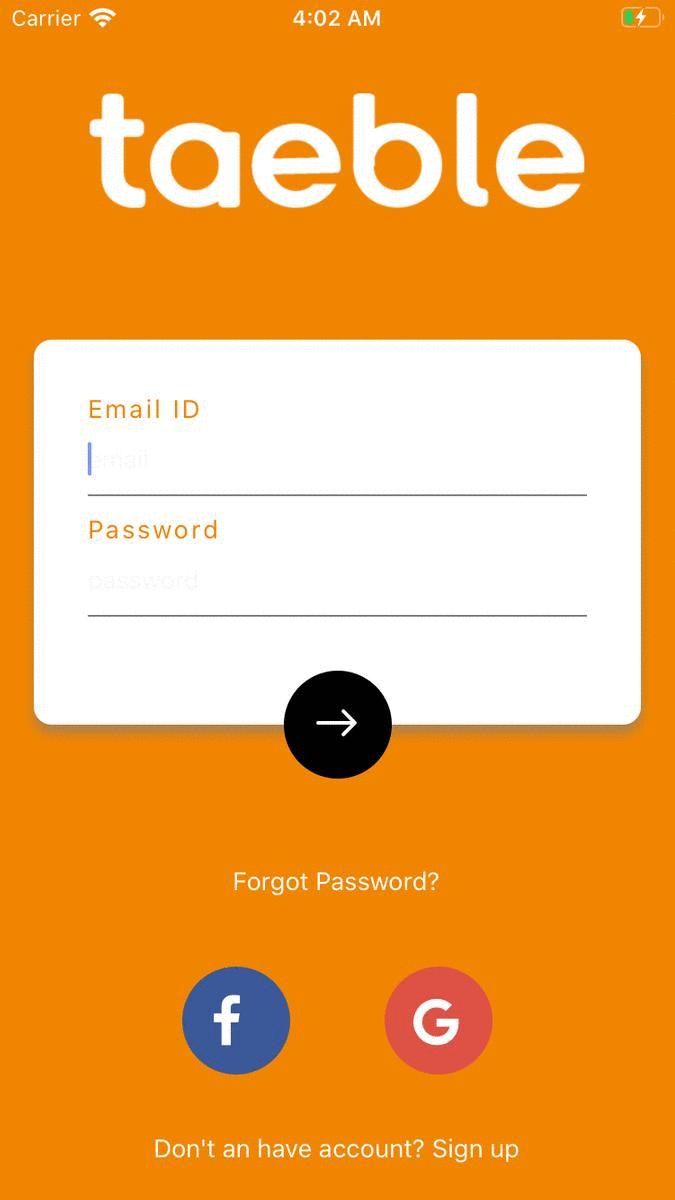 Carrier 4:02 AM
taeble
Email ID
email
Password
password
Forgot Password?
f G
Don't an have account? Sign up